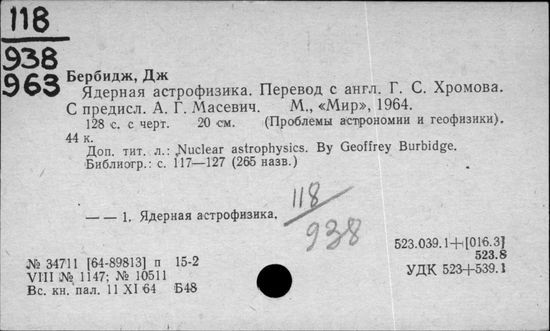 118
938
963
Бербидж, Дж
Ядерная астрофизика. Перевод с англ. Г. С. Хромова.
С предисл. А. Г. Масевич. М., «Мир», 1964.
128 с. с черт. 20 см. (Проблемы астрономии и геофизики).
44 к.
Доп. тит. л.: Nuclear astrophysics. By Geoffrey Burbidge.
Библиогр.: с. 117—127 (265 назв.)
— — 1. Ядерная астрофизика.
118
938
523.039.1+[016.3]
523.8
УДК 523+539.1
№ 34711 [64-89813] п 15-2
VIII № 1147; № 10511
Вс. кн. пал. 11 XI 64 Б48